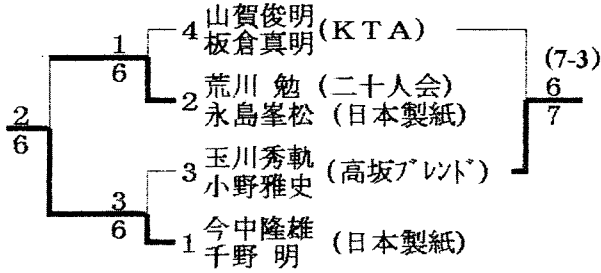 4 山賀俊明 (KTA)
板倉真明
1
6
(7-3)
6
7
2 荒川 勉 (二十人会)
永島峯松 (日本製紙)
2
6
3 玉川秀軌 (高坂ブレンド)
小野雅史
3
6
1 今中隆雄 (日本製紙)
千野 明